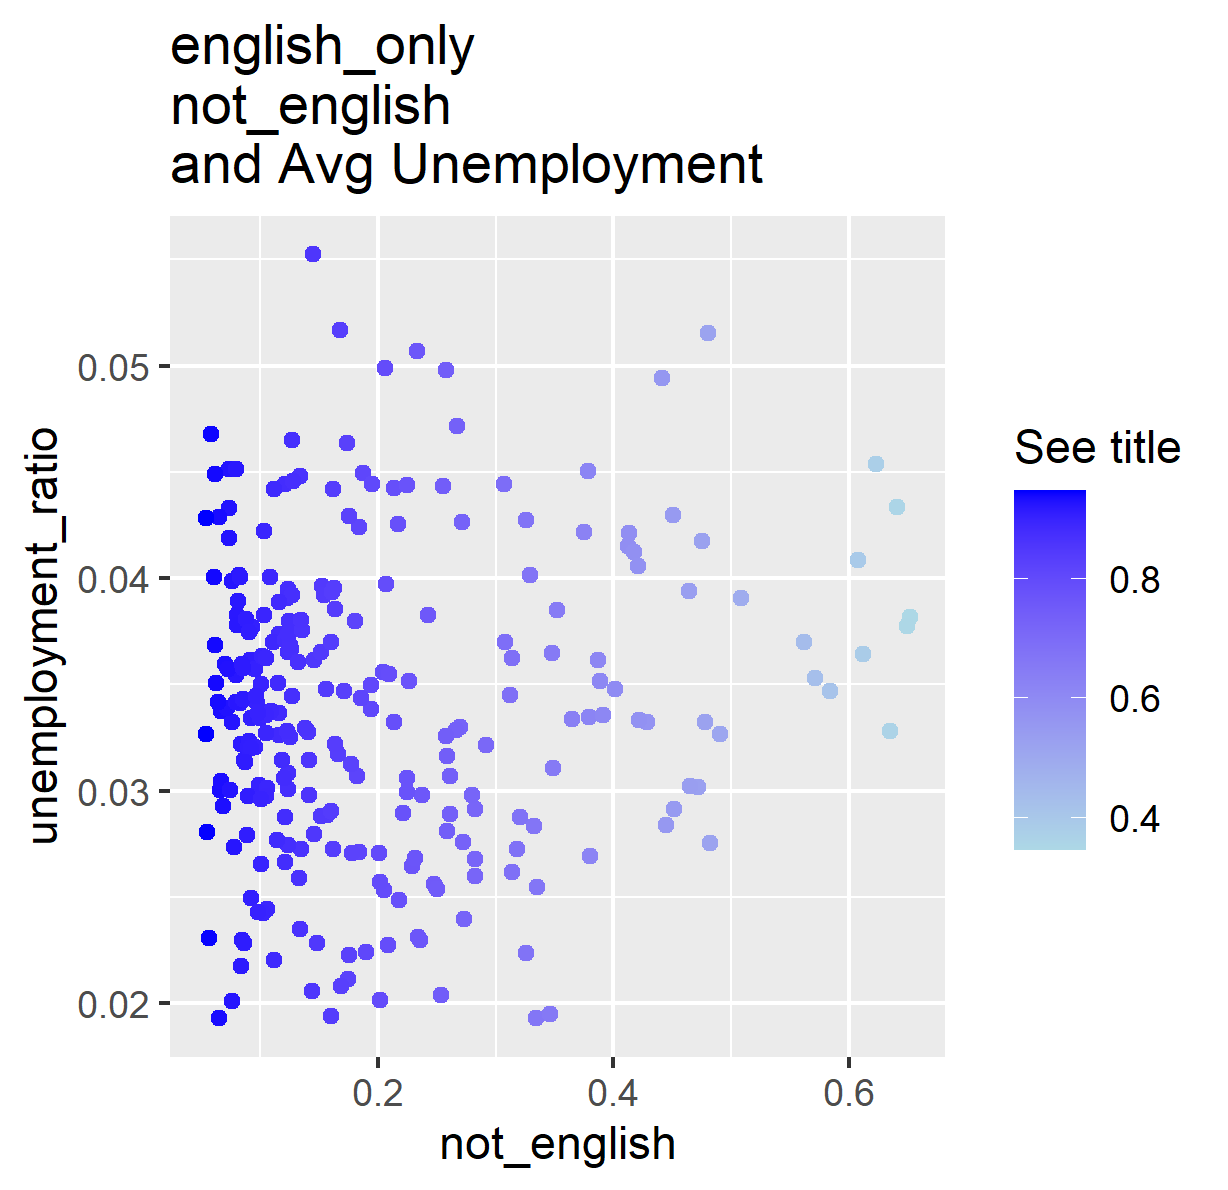 english_only
not_english
and Avg Unemployment
unemployment_ratio
0.05
0.04
0.03
0.02
0.2
0.4
0.6
not_english
See title
0.8
0.6
0.4